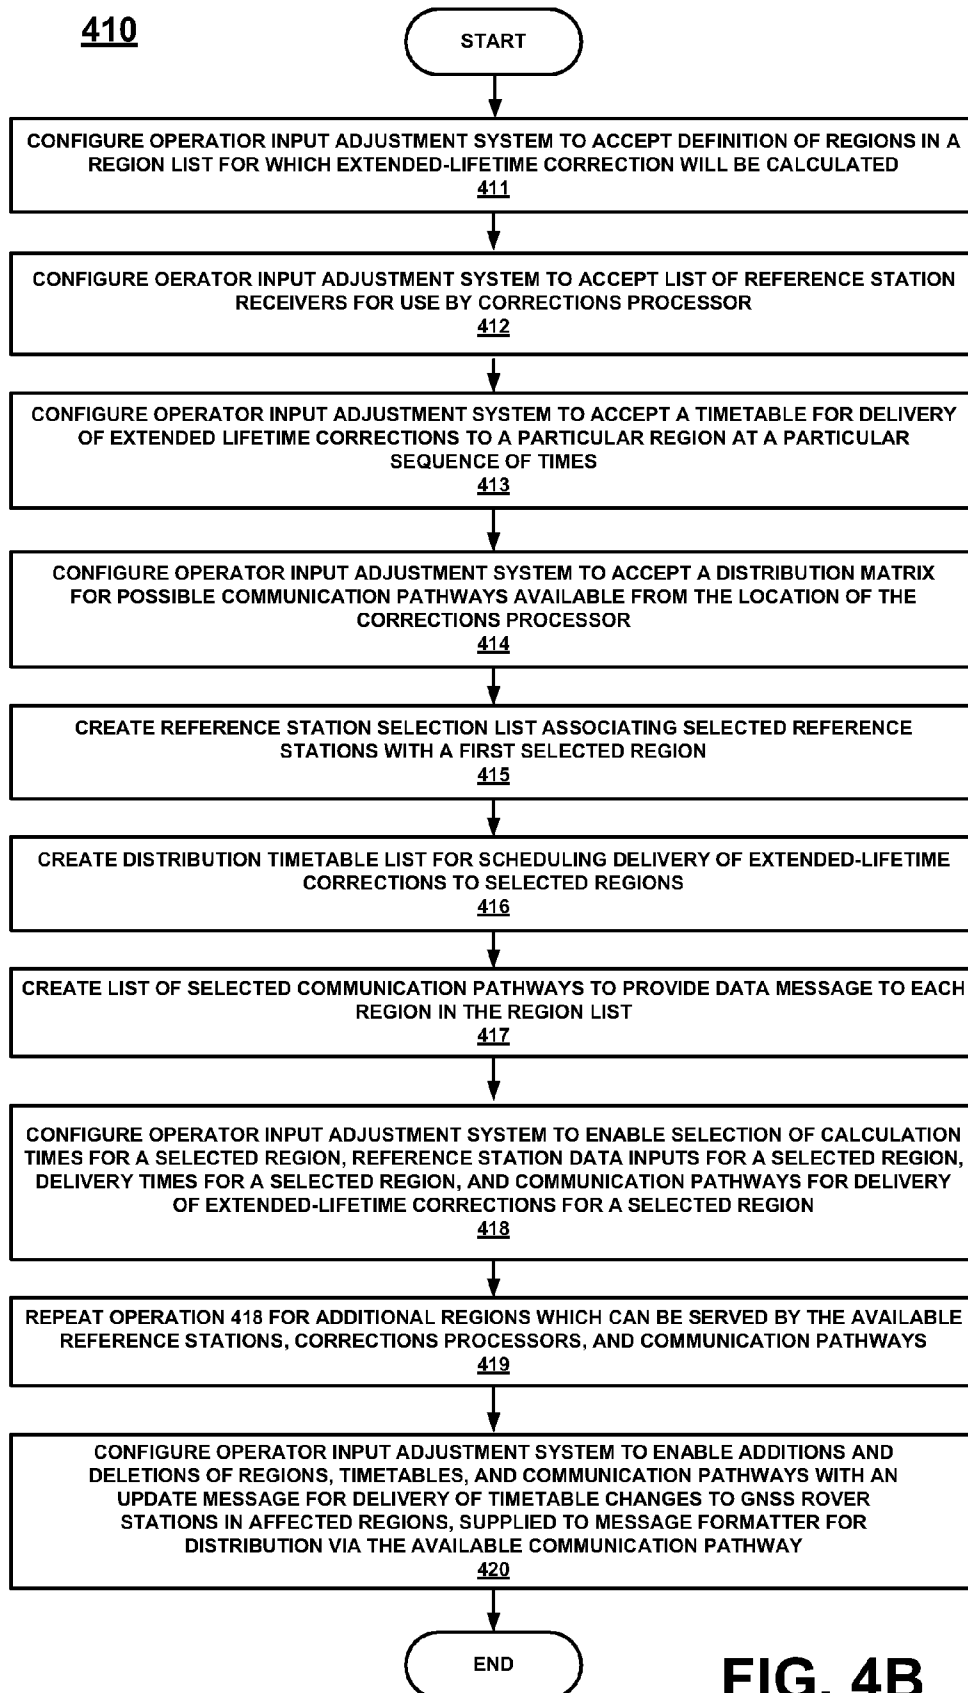 410
START
CONFIGURE OPERATIOR INPUT ADJUSTMENT SYSTEM TO ACCEPT DEFINITION OF REGIONS IN A
REGION LIST FOR WHICH EXTENDED-LIFETIME CORRECTION WILL BE CALCULATED
411
CONFIGURE OERATOR INPUT ADJUSTMENT SYSTEM TO ACCEPT LIST OF REFERENCE STATION
RECEIVERS FOR USE BY CORRECTIONS PROCESSOR
412
CONFIGURE OPERATOR INPUT ADJUSTMENT SYSTEM TO ACCEPT A TIMETABLE FOR DELIVERY
OF EXTENDED LIFETIME CORRECTIONS TO A PARTICULAR REGION AT A PARTICULAR
SEQUENCE OF TIMES
413
CONFIGURE OPERATOR INPUT ADJUSTMENT SYSTEM TO ACCEPT A DISTRIBUTION MATRIX
FOR POSSIBLE COMMUNICATION PATHWAYS AVAILABLE FROM THE LOCATION OF THE
CORRECTIONS PROCESSOR
414
CREATE REFERENCE STATION SELECTION LIST ASSOCIATING SELECTED REFERENCE
STATIONS WITH A FIRST SELECTED REGION
415
CREATE DISTRIBUTION TIMETABLE LIST FOR SCHEDULING DELIVERY OF EXTENDED-LIFETIME
CORRECTIONS TO SELECTED REGIONS
416
CREATE LIST OF SELECTED COMMUNICATION PATHWAYS TO PROVIDE DATA MESSAGE TO EACH
REGION IN THE REGION LIST
417
CONFIGURE OPERATOR INPUT ADJUSTMENT SYSTEM TO ENABLE SELECTION OF CALCULATION
TIMES FOR A SELECTED REGION, REFERENCE STATION DATA INPUTS FOR A SELECTED REGION,
DELIVERY TIMES FOR A SELECTED REGION, AND COMMUNICATION PATHWAYS FOR DELIVERY
OF EXTENDED-LIFETIME CORRECTIONS FOR A SELECTED REGION
418
REPEAT OPERATION 418 FOR ADDITIONAL REGIONS WHICH CAN BE SERVED BY THE AVAILABLE
REFERENCE STATIONS, CORRECTIONS PROCESSORS, AND COMMUNICATION PATHWAYS
419
CONFIGURE OPERATOR INPUT ADJUSTMENT SYSTEM TO ENABLE ADDITIONS AND
DELETIONS OF REGIONS, TIMETABLES, AND COMMUNICATION PATHWAYS WITH AN
UPDATE MESSAGE FOR DELIVERY OF TIMETABLE CHANGES TO GNSS ROVER
STATIONS IN AFFECTED REGIONS, SUPPLIED TO MESSAGE FORMATTER FOR
DISTRIBUTION VIA THE AVAILABLE COMMUNICATION PATHWAY
420
END
FIG. 4B